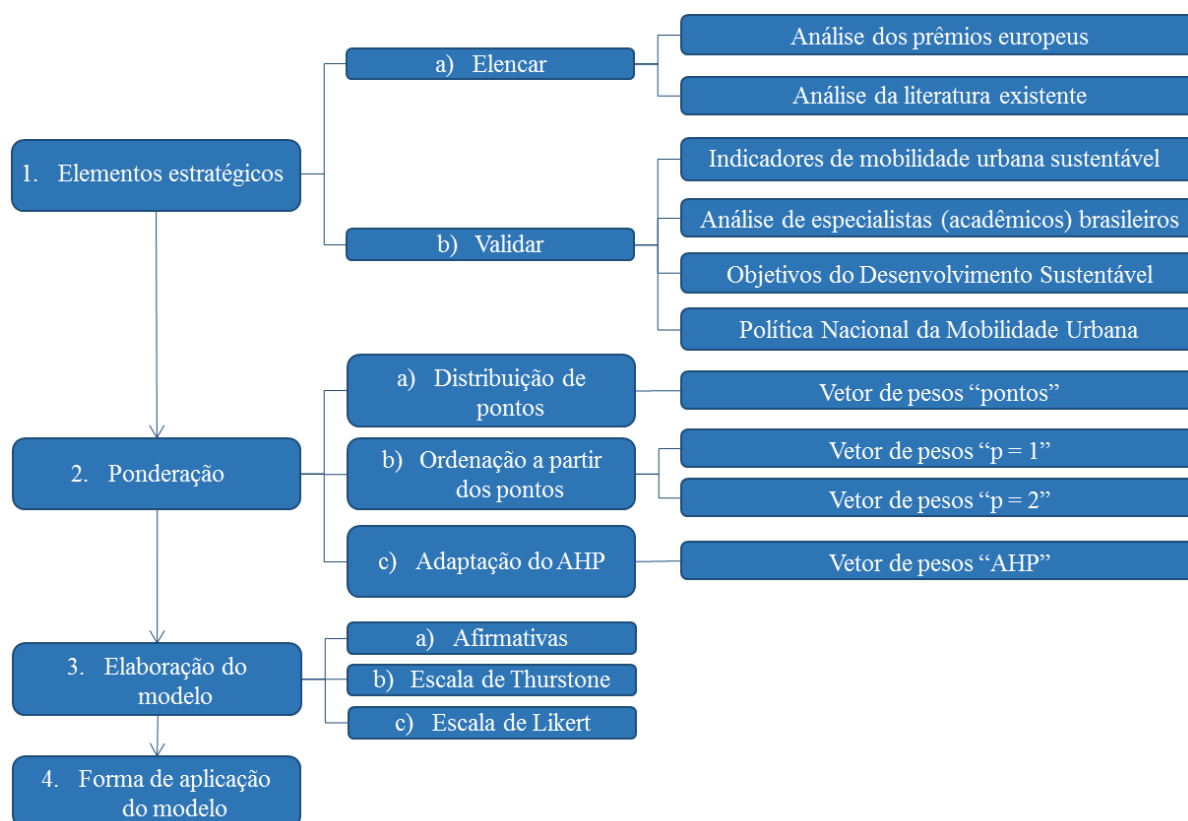 1. Elementos estratégicos
a) Elencar
Análise dos prêmios europeus
Análise da literatura existente
b) Validar
Indicadores de mobilidade urbana sustentável
Análise de especialistas (acadêmicos) brasileiros
Objetivos do Desenvolvimento Sustentável
Política Nacional da Mobilidade Urbana
2. Ponderação
a) Distribuição de
pontos
Vetor de pesos “pontos”
b) Ordenação a partir
dos pontos
Vetor de pesos “p = 1”
Vetor de pesos “p = 2”
c) Adaptação do AHP
Vetor de pesos “AHP”
3. Elaboração do
modelo
a) Afirmativas
b) Escala de Thurstone
c) Escala de Likert
4. Forma de aplicação
do modelo